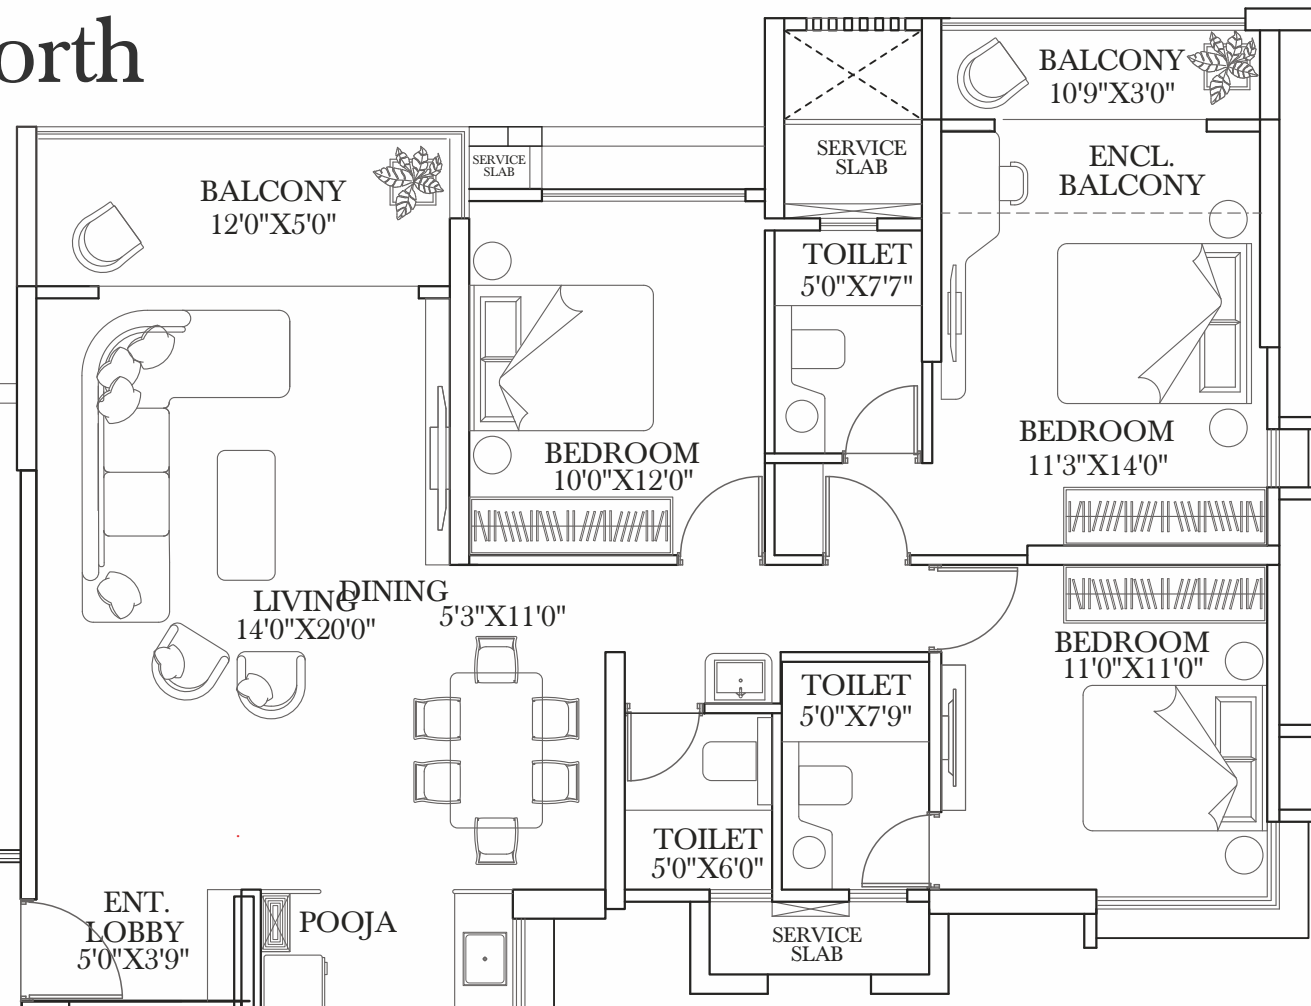 orth
BALCONY
10'9"X3'0"
SERVICE
SLAB
SERVICE
SLAB
ENCL.
BALCONY
BALCONY
12'0"X5'0"
TOILET
5'0"X7'7"
BEDROOM
10'0"X12'0"
BEDROOM
11'3"X14'0"
LIVING
14'0"X20'0"
DINING
5'3"X11'0"
BEDROOM
11'0"X11'0"
TOILET
5'0"X7'9"
TOILET
5'0"X6'0"
ENT.
LOBBY
5'0"X3'9"
POOJA
SERVICE
SLAB